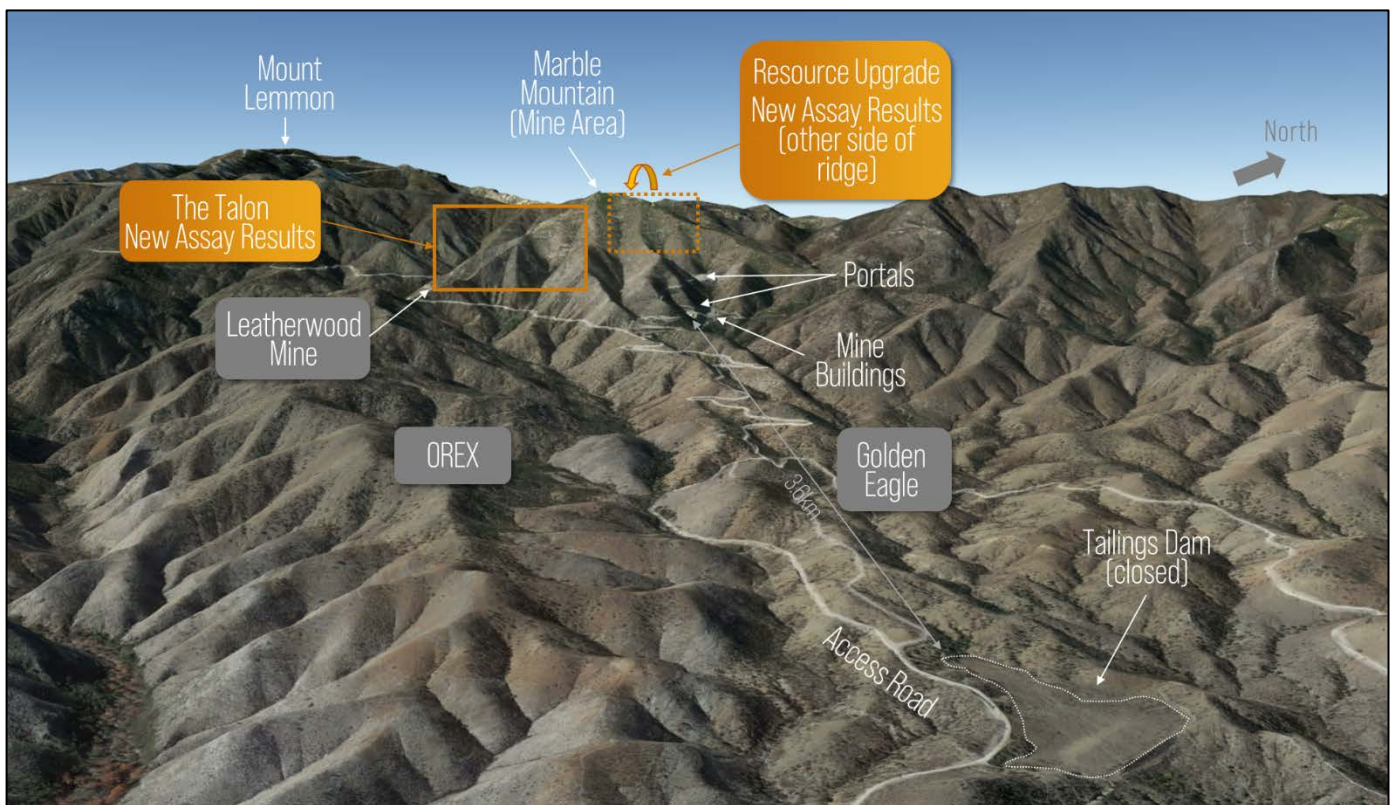 Mount
Lemmon
Marble
Mountain
(Mine Area)
Resource Upgrade
New Assay Results
(other side of
ridge)
North
The Talon
New Assay Results
Portals
Leatherwood
Mine
Mine
Buildings
OREX
Golden
Eagle
3.6km
Tailings Dam
(closed)
Access Road